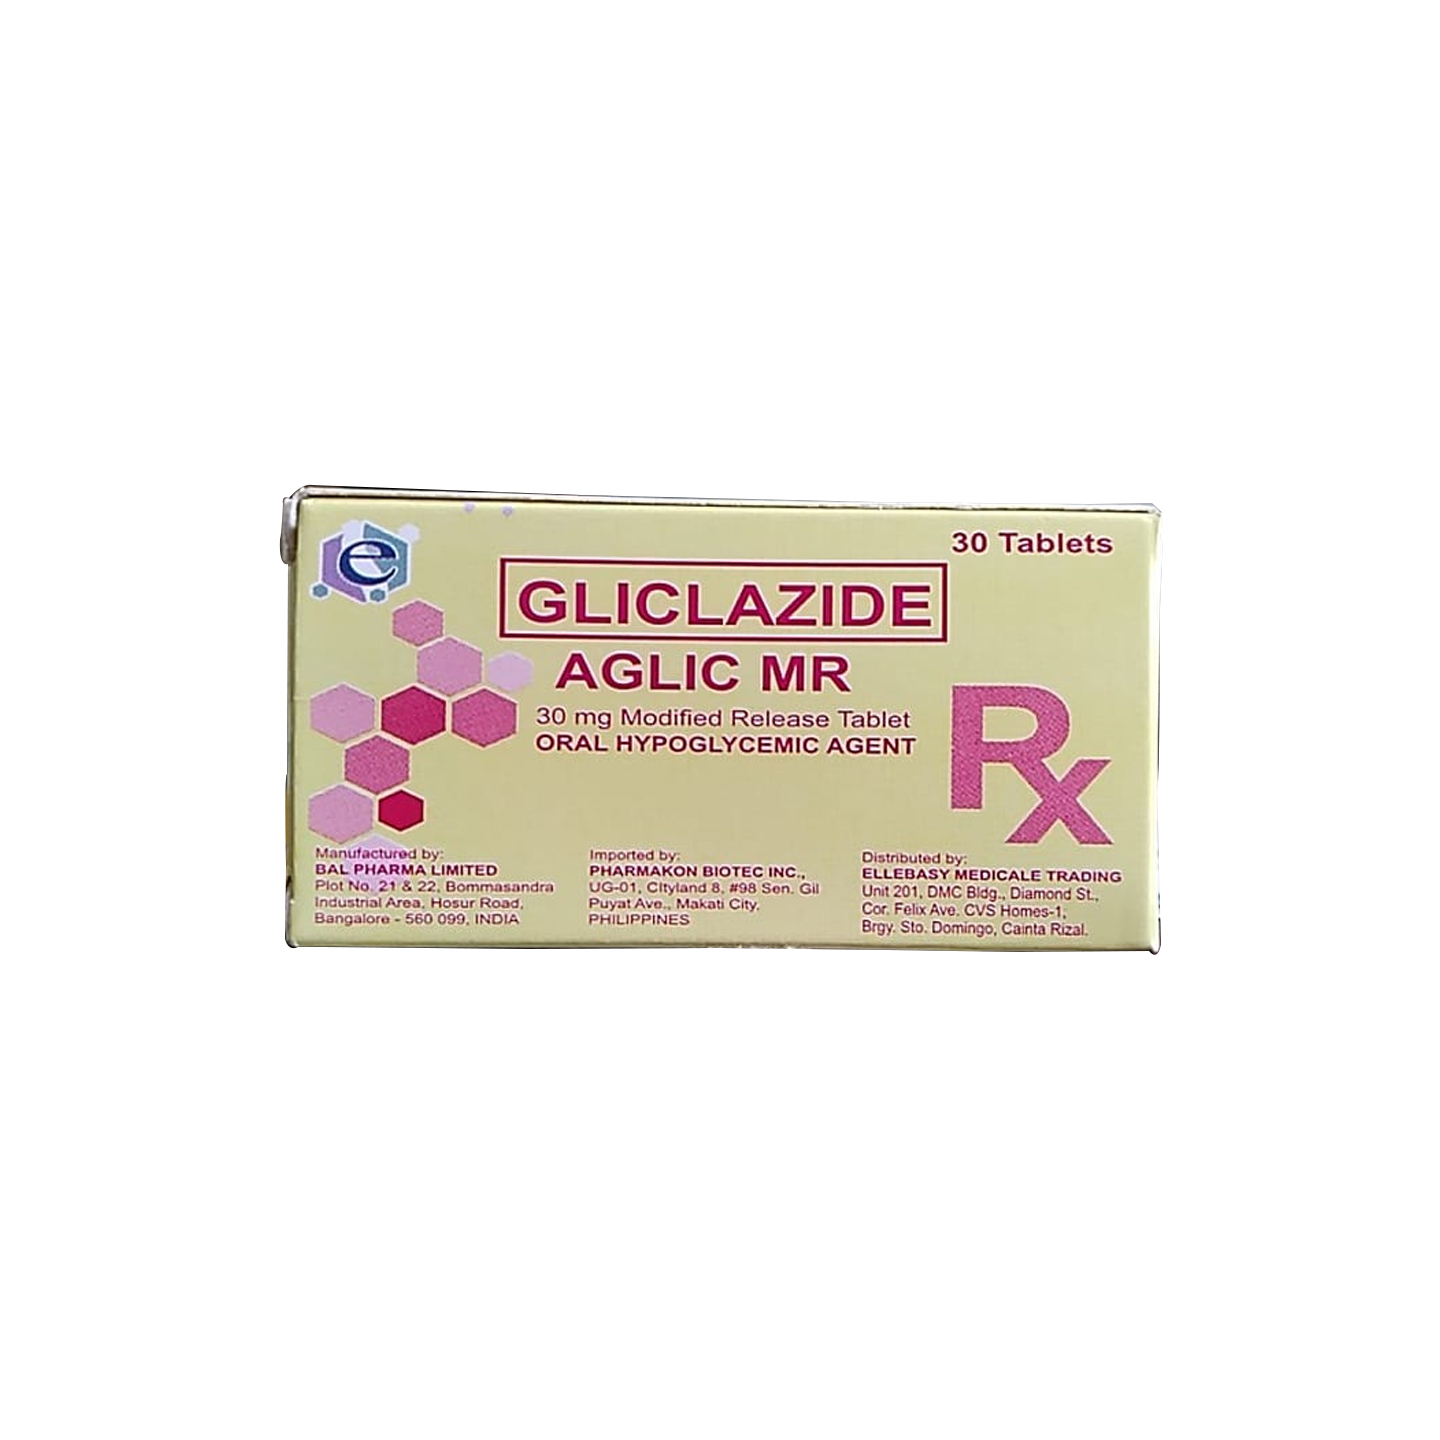 e
30 Tablets
GLICLAZIDE
AGLIC MR
30 mg Modified Release Tablet
ORAL HYPOGLYCEMIC AGENT
Rx
Manufactured by:
BAL PHARMA LIMITED
Plot No. 21 & 22, Bommasandra
Industrial Area, Hosur Road,
Bangalore - 560 099, INDIA
Imported by:
PHARMAKON BIOTEC INC.,
UG-01, Cityland 8, #98 Sen. Gil
Puyat Ave., Makati City,
PHILIPPINES
Distributed by:
ELLEBASY MEDICALE TRADING
Unit 201, DMC Bldg., Diamond St.,
Cor. Felix Ave. CVS Homes-1,
Brgy. Sto. Domingo, Cainta Rizal.